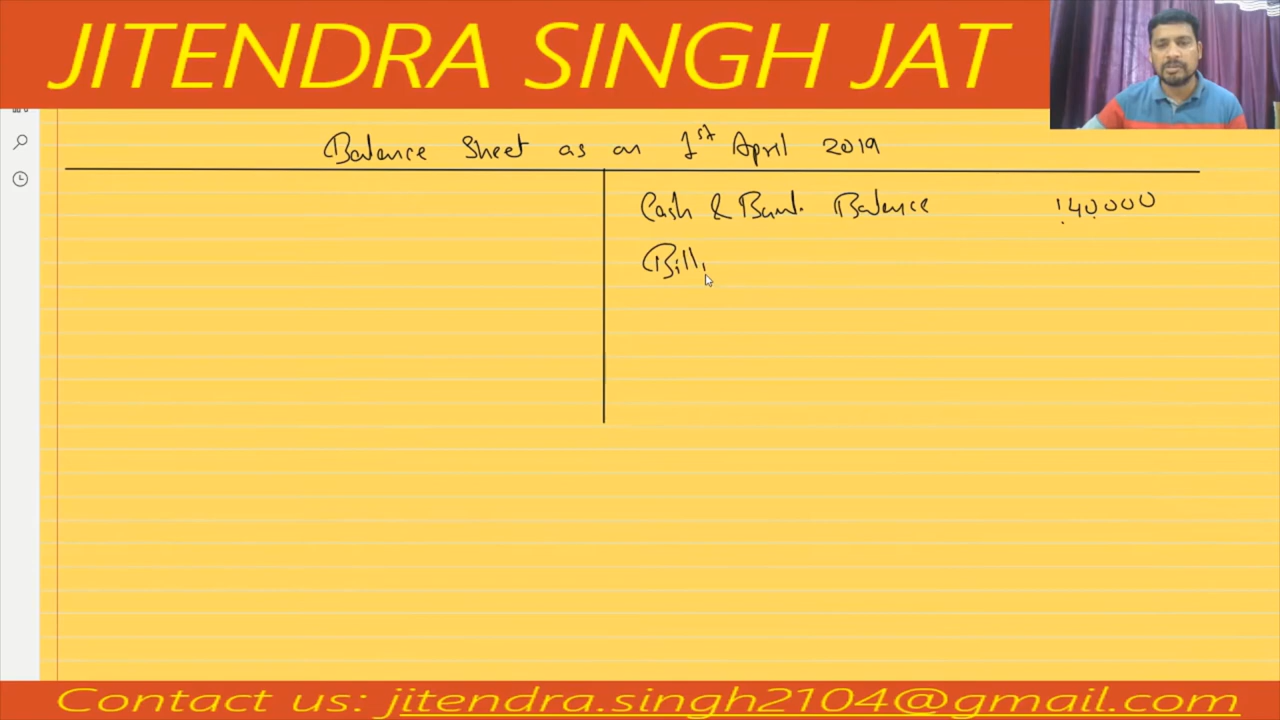 JITENDRA SINGH JAT
Balance Sheet as on 1st April 2019
Cash & Bank Balance 140000
Bill
Contact us: jitendra.singh2104@gmail.com